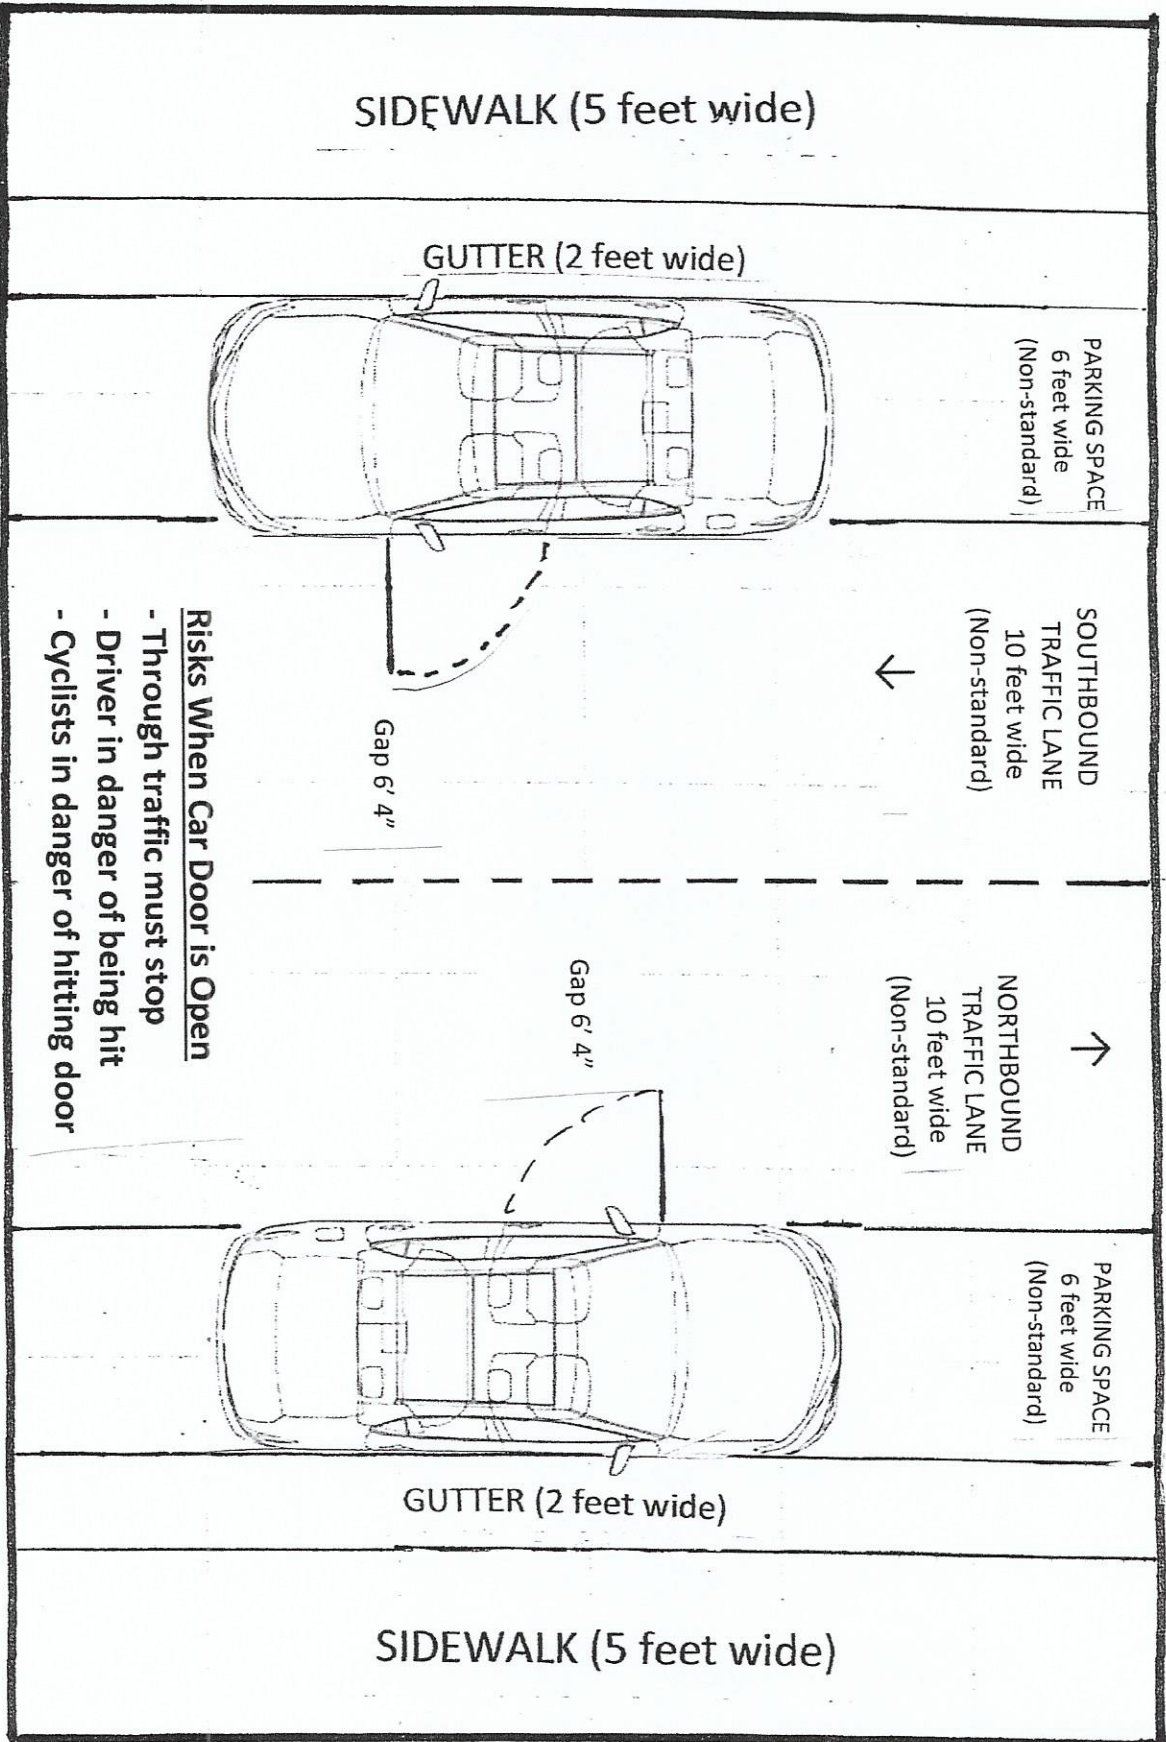 SIDEWALK (5 feet wide)
GUTTER (2 feet wide)
PARKING SPACE
6 feet wide
(Non-standard)
SOUTHBOUND
TRAFFIC LANE
10 feet wide
(Non-standard)
Gap 6' 4"
Risks When Car Door is Open
- Through traffic must stop
- Driver in danger of being hit
- Cyclists in danger of hitting door
NORTHBOUND
TRAFFIC LANE
10 feet wide
(Non-standard)
Gap 6' 4"
PARKING SPACE
6 feet wide
(Non-standard)
GUTTER (2 feet wide)
SIDEWALK (5 feet wide)